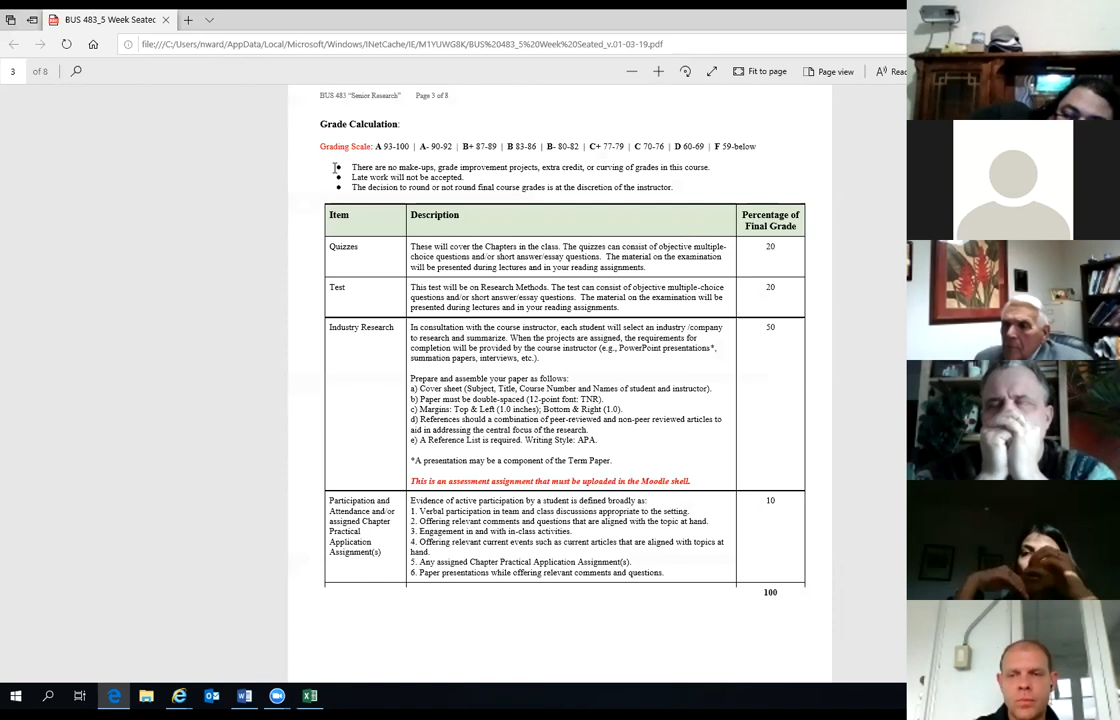 BUS 483_5 Week Seated
file:///C:/Users/nward/AppData/Local/Microsoft/Windows/INetCache/IE/M1YUWG8K/BUS%20483_5%20Week%20Seated_v.01-03-19.pdf
3 of 8
Fit to page
Page view
BUS 483 “Senior Research” Page 3 of 8
Grade Calculation:
Grading Scale: A 93-100 | A- 90-92 | B+ 87-89 | B 83-86 | B- 80-82 | C+ 77-79 | C 70-76 | D 60-69 | F 59-below
• There are no make-ups, grade improvement projects, extra credit, or curving of grades in this course.
• Late work will not be accepted.
• The decision to round or not round final course grades is at the discretion of the instructor.
Item Description Percentage of
Final Grade
Quizzes These will cover the Chapters in the class. The quizzes can consist of objective multiple- 20
choice questions and/or short answer/essay questions. The material on the examination
will be presented during lectures and in your reading assignments.
Test This test will be on Research Methods. The test can consist of objective multiple-choice 20
questions and/or short answer/essay questions. The material on the examination will be
presented during lectures and in your reading assignments.
Industry Research In consultation with the course instructor, each student will select an industry /company 50
to research and summarize. When the projects are assigned, the requirements for
completion will be provided by the course instructor (e.g., PowerPoint presentations*,
summation papers, interviews, etc.).
Prepare and assemble your paper as follows:
a) Cover sheet (Subject, Title, Course Number and Names of student and instructor).
b) Paper must be double-spaced (12-point font: TNR).
c) Margins: Top & Left (1.0 inches); Bottom & Right (1.0).
d) References should a combination of peer-reviewed and non-peer reviewed articles to
aid in addressing the central focus of the research.
e) A Reference List is required. Writing Style: APA.
*A presentation may be a component of the Term Paper.
This is an assessment assignment that must be uploaded in the Moodle shell.
Participation and Evidence of active participation by a student is defined broadly as: 10
Attendance and/or 1. Verbal participation in team and class discussions appropriate to the setting.
assigned Chapter 2. Offering relevant comments and questions that are aligned with the topic at hand.
Practical 3. Engagement in and with in-class activities.
Application 4. Offering relevant current events such as current articles that are aligned with topics at
Assignment(s) hand.
5. Any assigned Chapter Practical Application Assignment(s).
6. Paper presentations while offering relevant comments and questions.
100